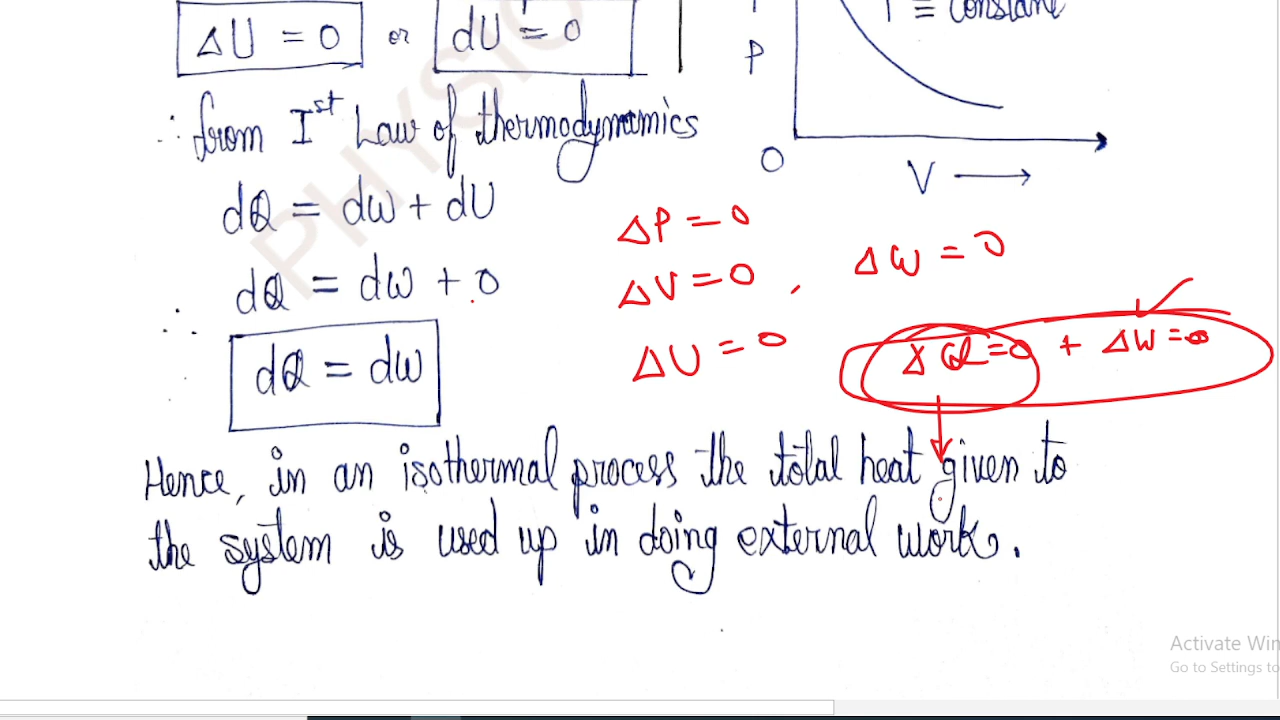 ΔU = 0 or dU = 0
T = Constant
P
∴ from Ist Law of thermodynamics
O
V
dQ = dw + dU
ΔP = 0
ΔW = 0
dQ = dw + 0
ΔV = 0 ,
∴ dQ = dw
ΔU = 0
ΔQ = 0 + ΔW = 0
Hence, in an isothermal process the total heat given to
the system is used up in doing external work.
Activate Win
Go to Settings to